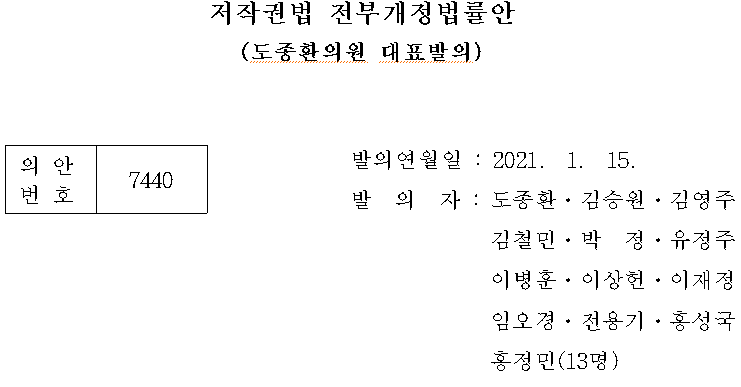 저작권법 전부개정법률안
(도종환의원 대표발의)
의 안
번 호
7440
발의연월일 : 2021. 1. 15.
발 의 자 : 도종환·김승원·김영주
김철민·박 정·유정주
이병훈·이상헌·이재정
임오경·전용기·홍성국
홍정민(13명)